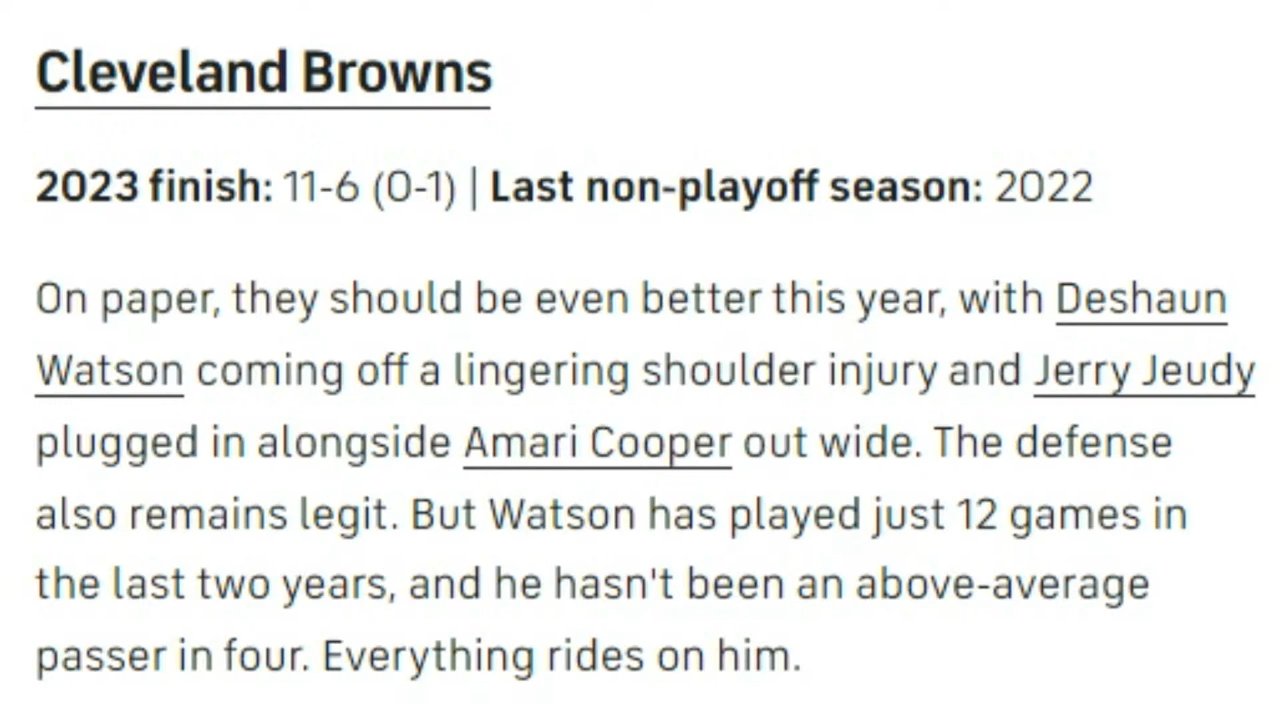 Cleveland Browns
2023 finish: 11-6 (0-1) | Last non-playoff season: 2022
On paper, they should be even better this year, with Deshaun
Watson coming off a lingering shoulder injury and Jerry Jeudy
plugged in alongside Amari Cooper out wide. The defense
also remains legit. But Watson has played just 12 games in
the last two years, and he hasn't been an above-average
passer in four. Everything rides on him.